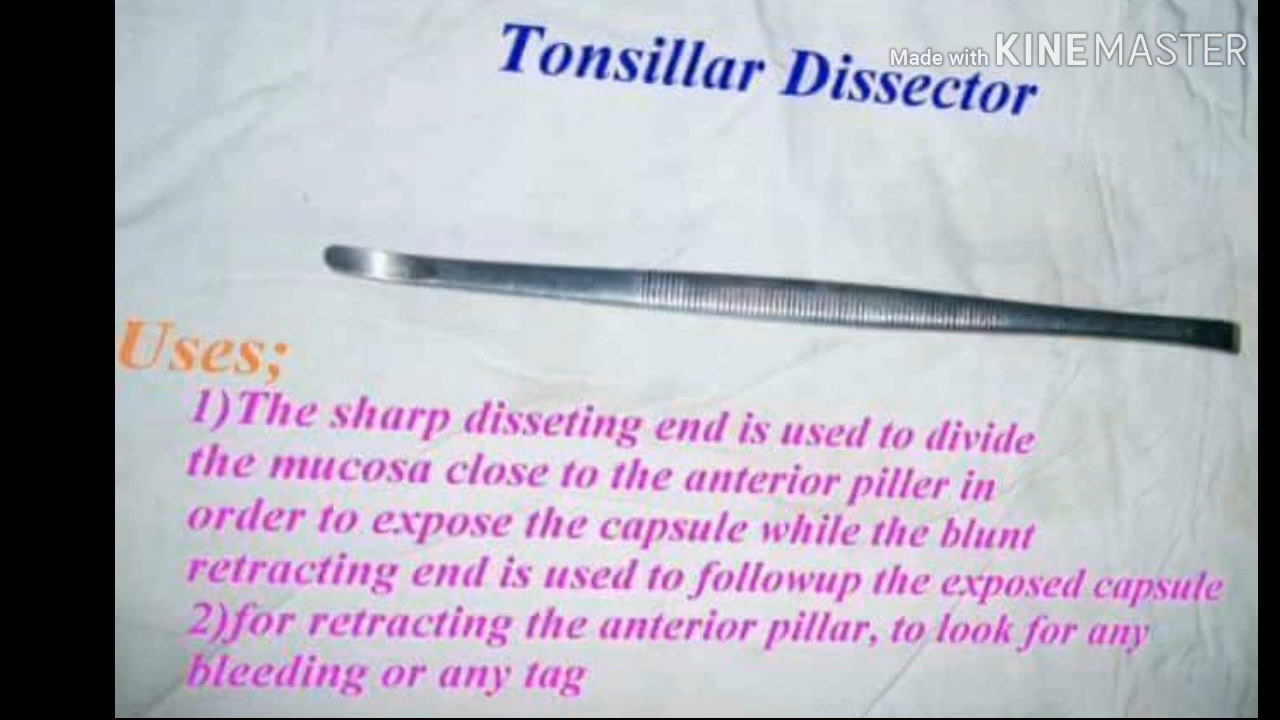 Made with KINEMASTER
Tonsillar Dissector
Uses;
1)The sharp disseting end is used to divide
the mucosa close to the anterior piller in
order to expose the capsule while the blunt
retracting end is used to followup the exposed capsule
2)for retracting the anterior pillar, to look for any
bleeding or any tag